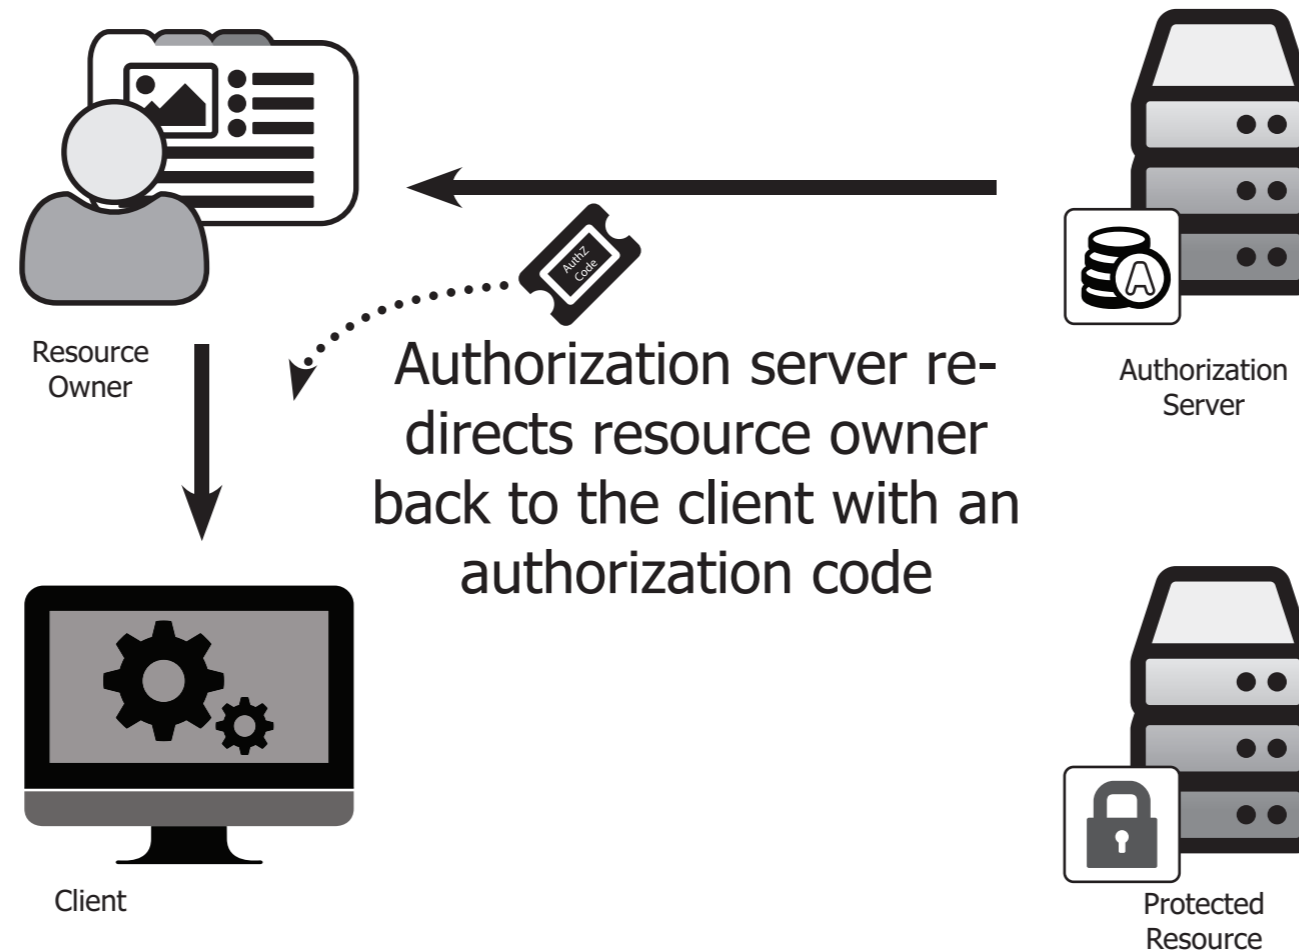 AuthZ
Code
Resource
Owner
Authorization server re-
directs resource owner
back to the client with an
authorization code
A
Authorization
Server
Client
Protected
Resource